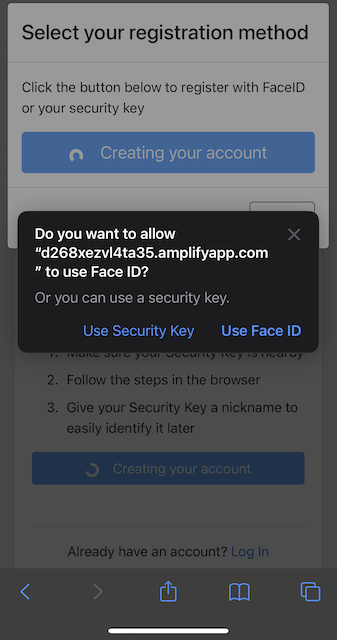 Select your registration method
Click the button below to register with FaceID
or your security key
Creating your account
Do you want to allow
“d268xezvl4ta35.amplifyapp.com
” to use Face ID?
Or you can use a security key.
Use Security Key
Use Face ID
1. Make sure your Security Key is nearby
2. Follow the steps in the browser
3. Give your Security Key a nickname to
easily identify it later
Creating your account
Already have an account? Log In